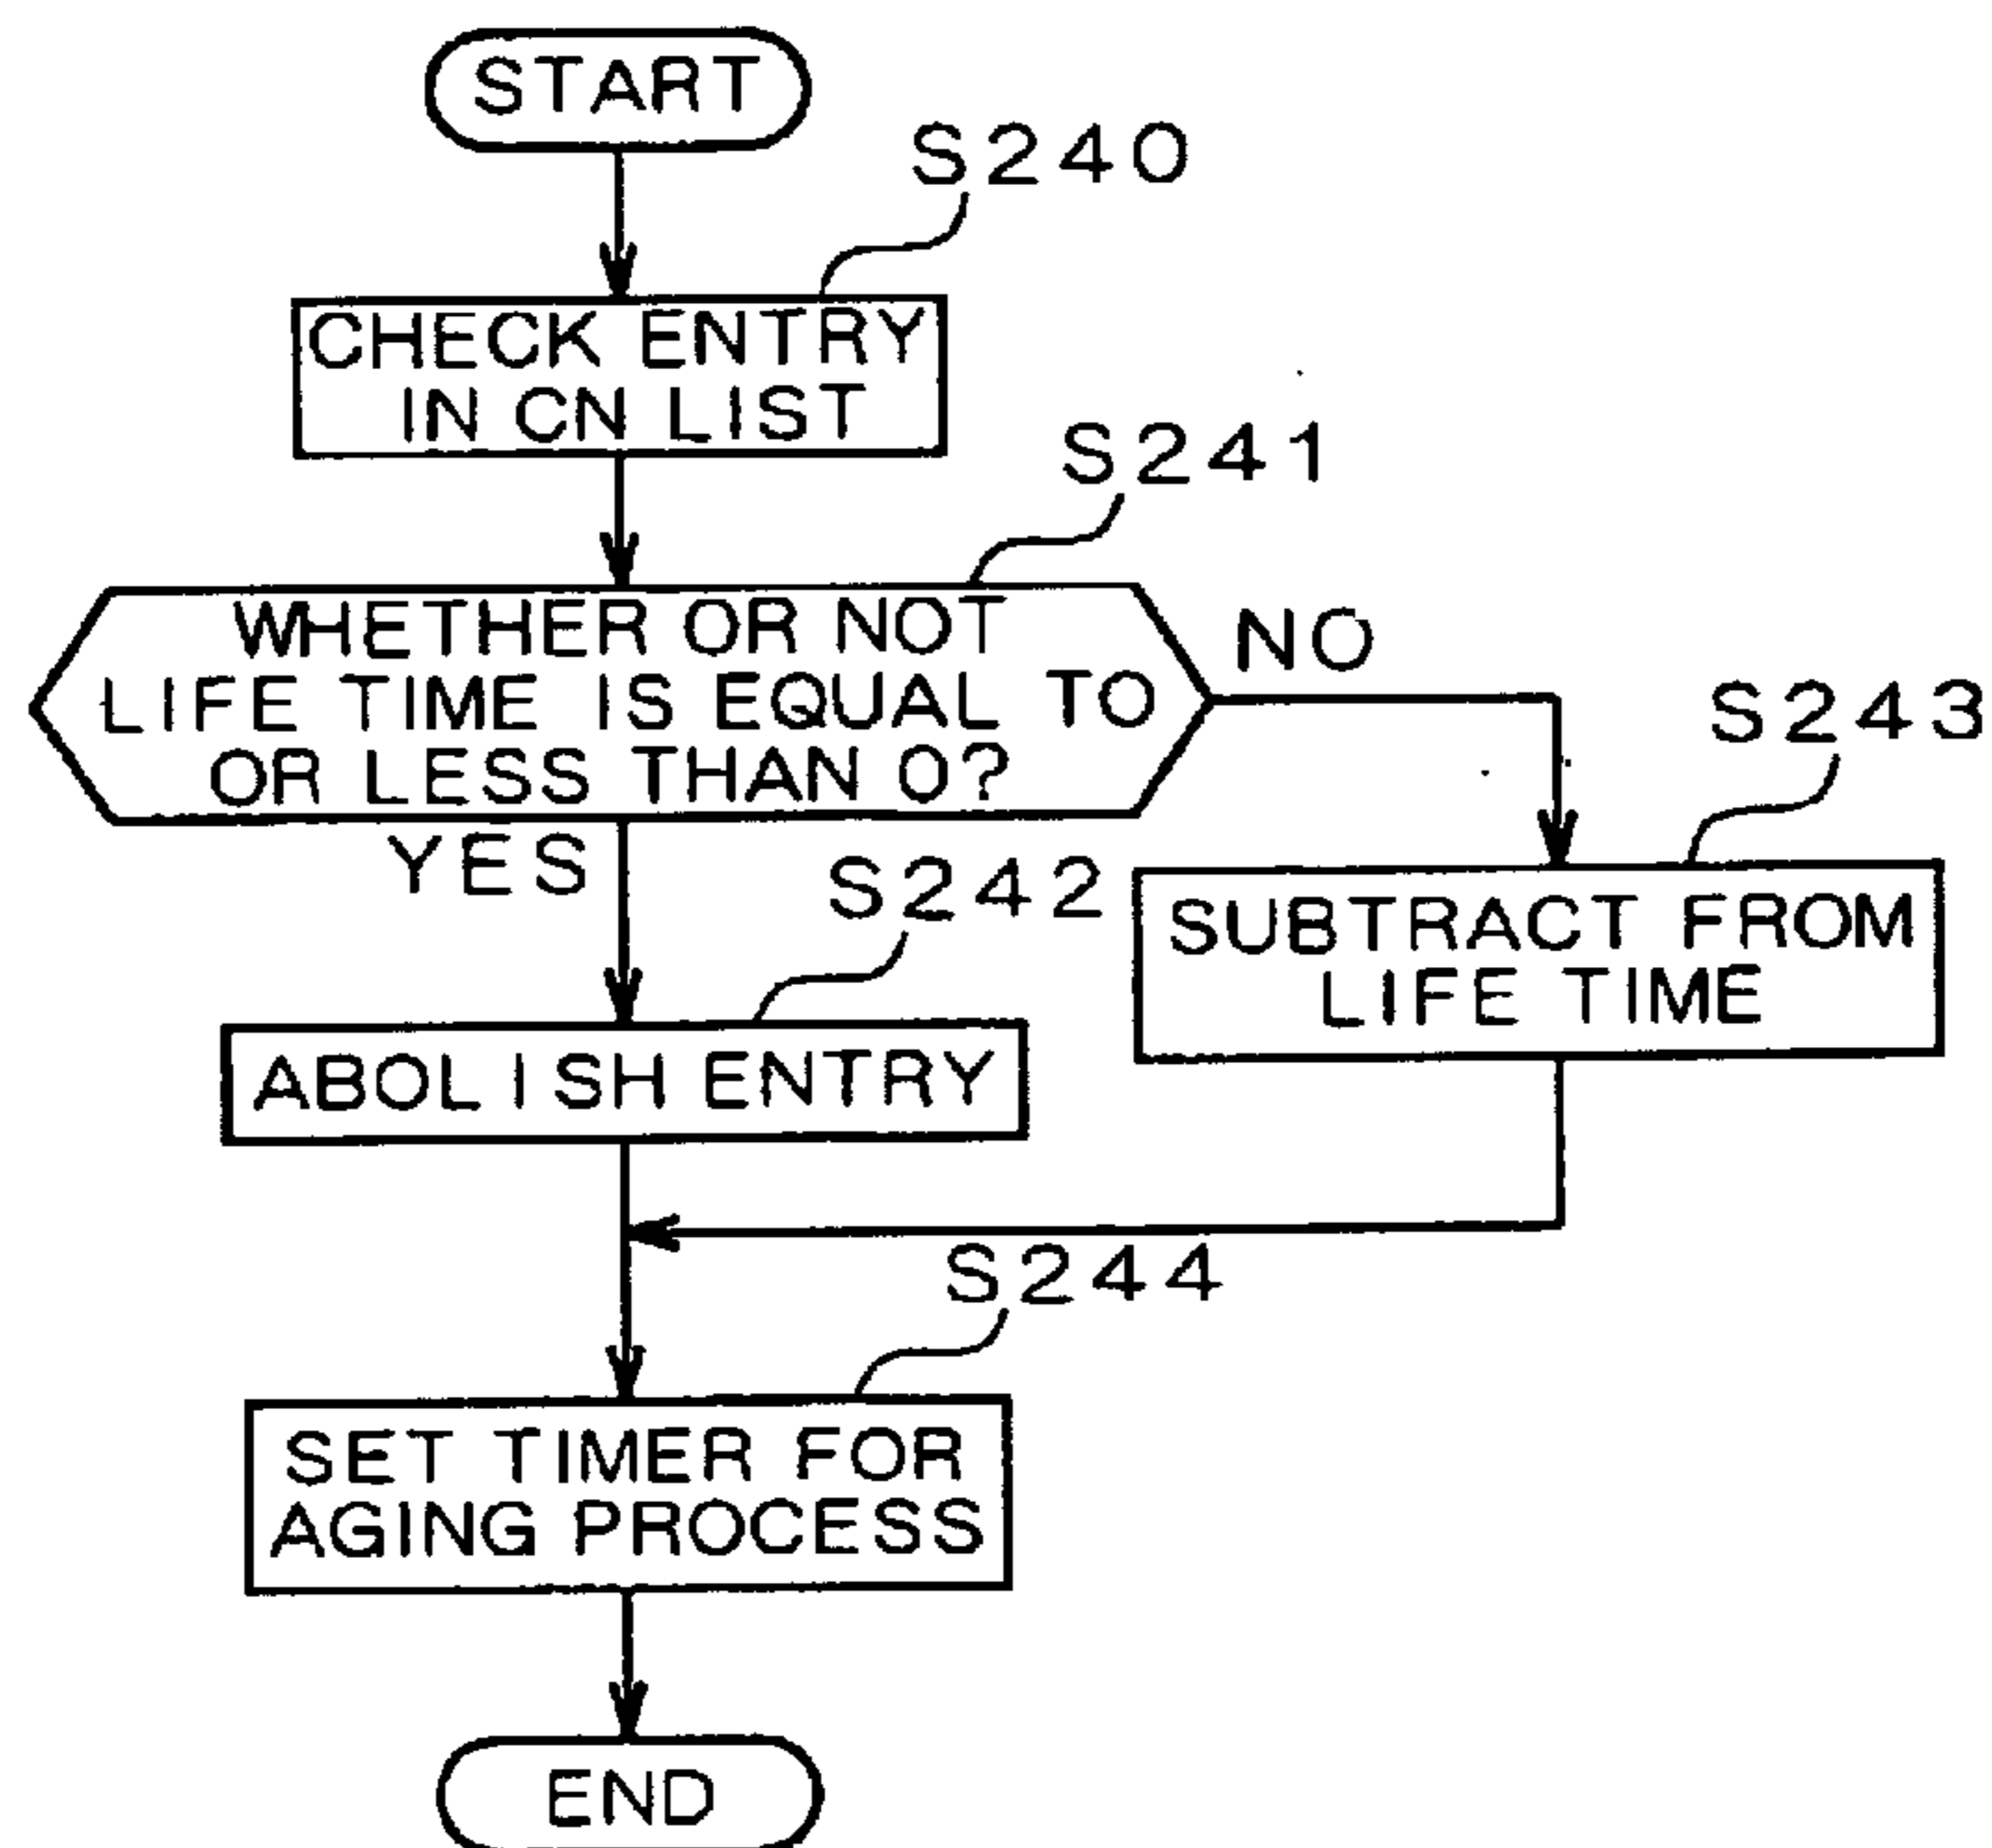 START
S240
CHECK ENTRY
IN CN LIST
S241
WHETHER OR NOT
LIFE TIME IS EQUAL TO
OR LESS THAN 0?
NO
YES
S243
SUBTRACT FROM
LIFE TIME
S242
ABOLISH ENTRY
S244
SET TIMER FOR
AGING PROCESS
END